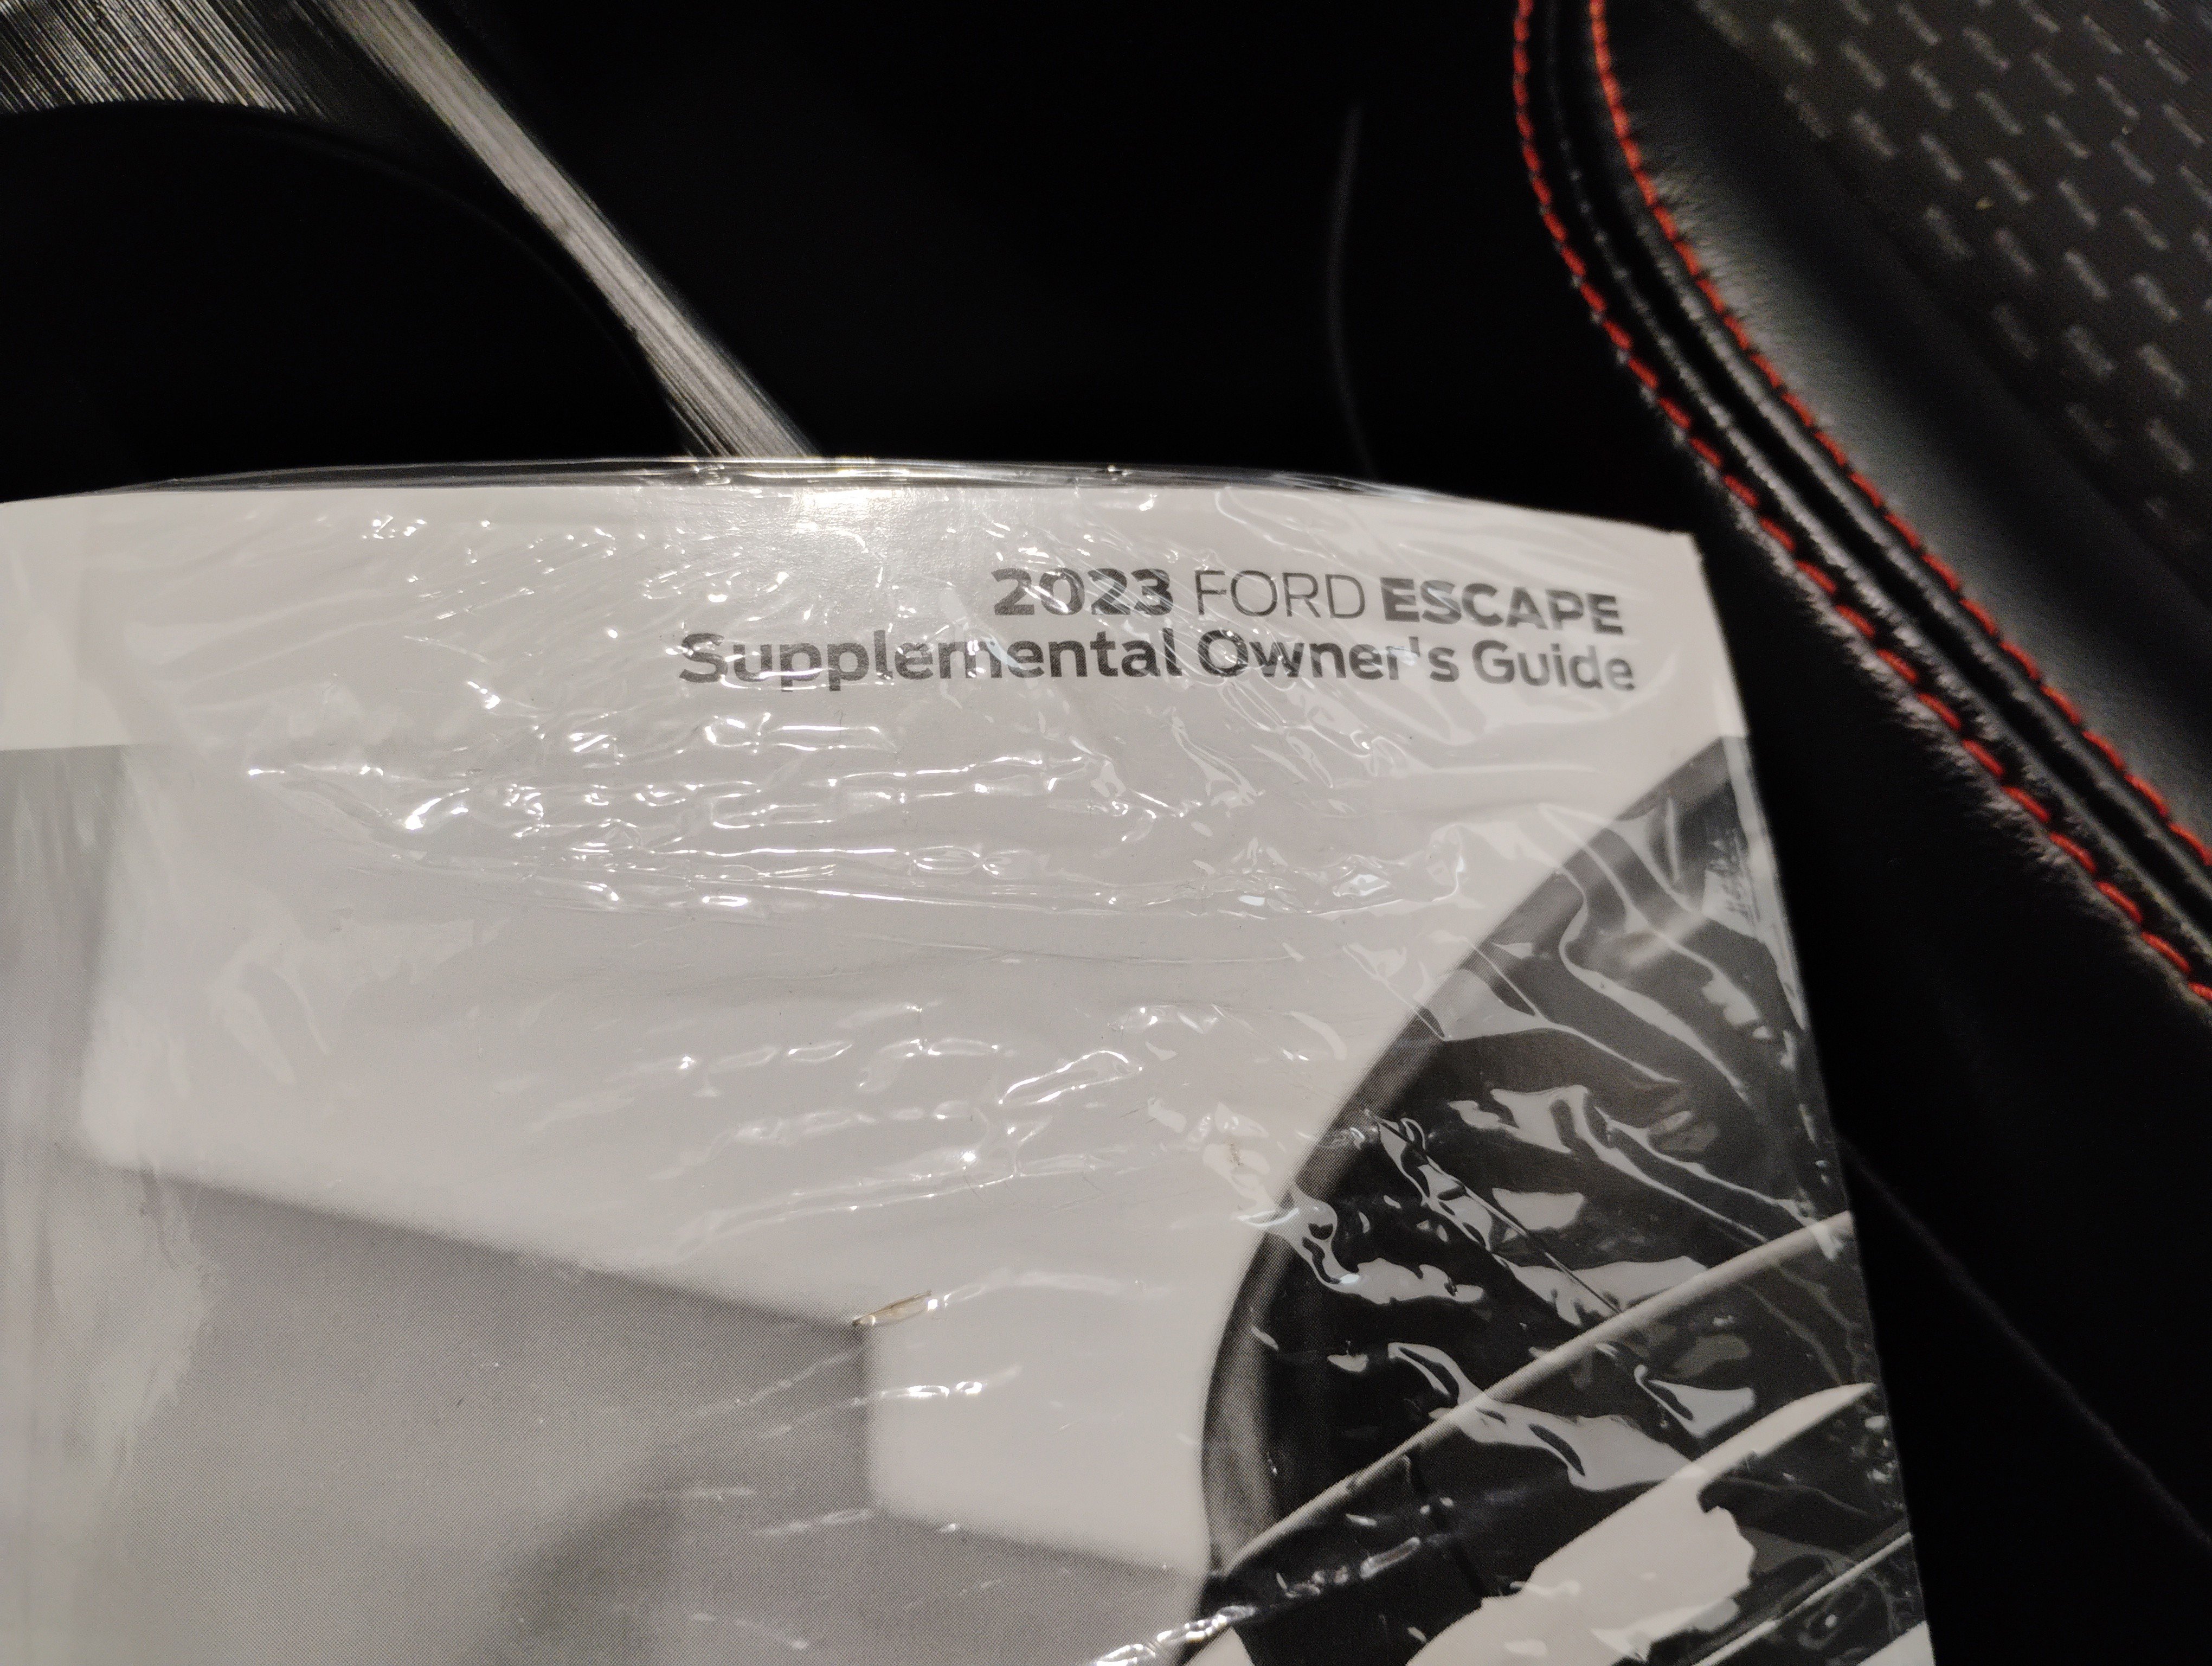 2023 FORD ESCAPE
Supplemental Owner's Guide